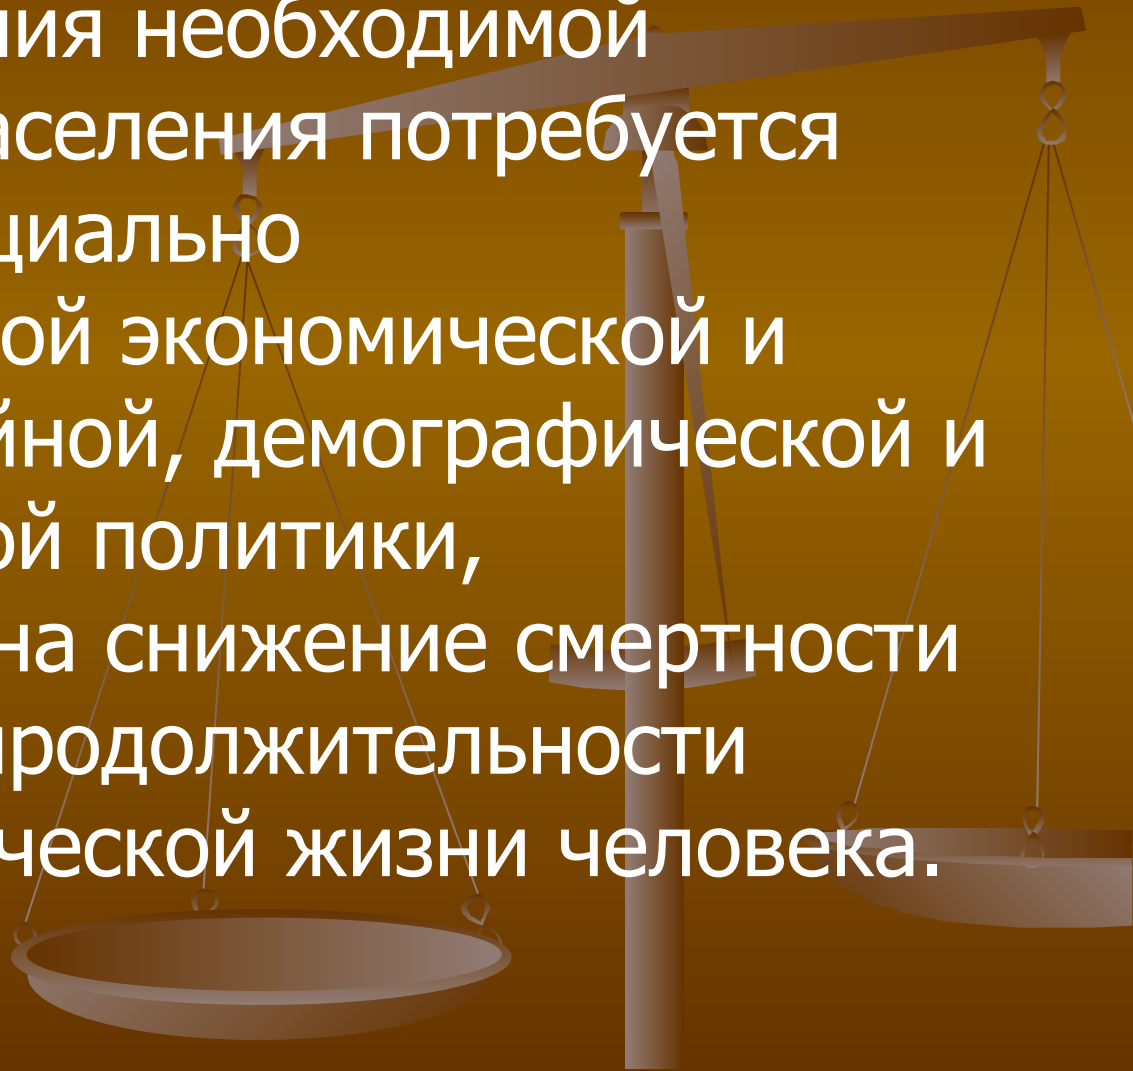 ния необходимой
аселения потребуется
циально
ой экономической и
йной, демографической и
ой политики,
на снижение смертности
продолжительности
ческой жизни человека.